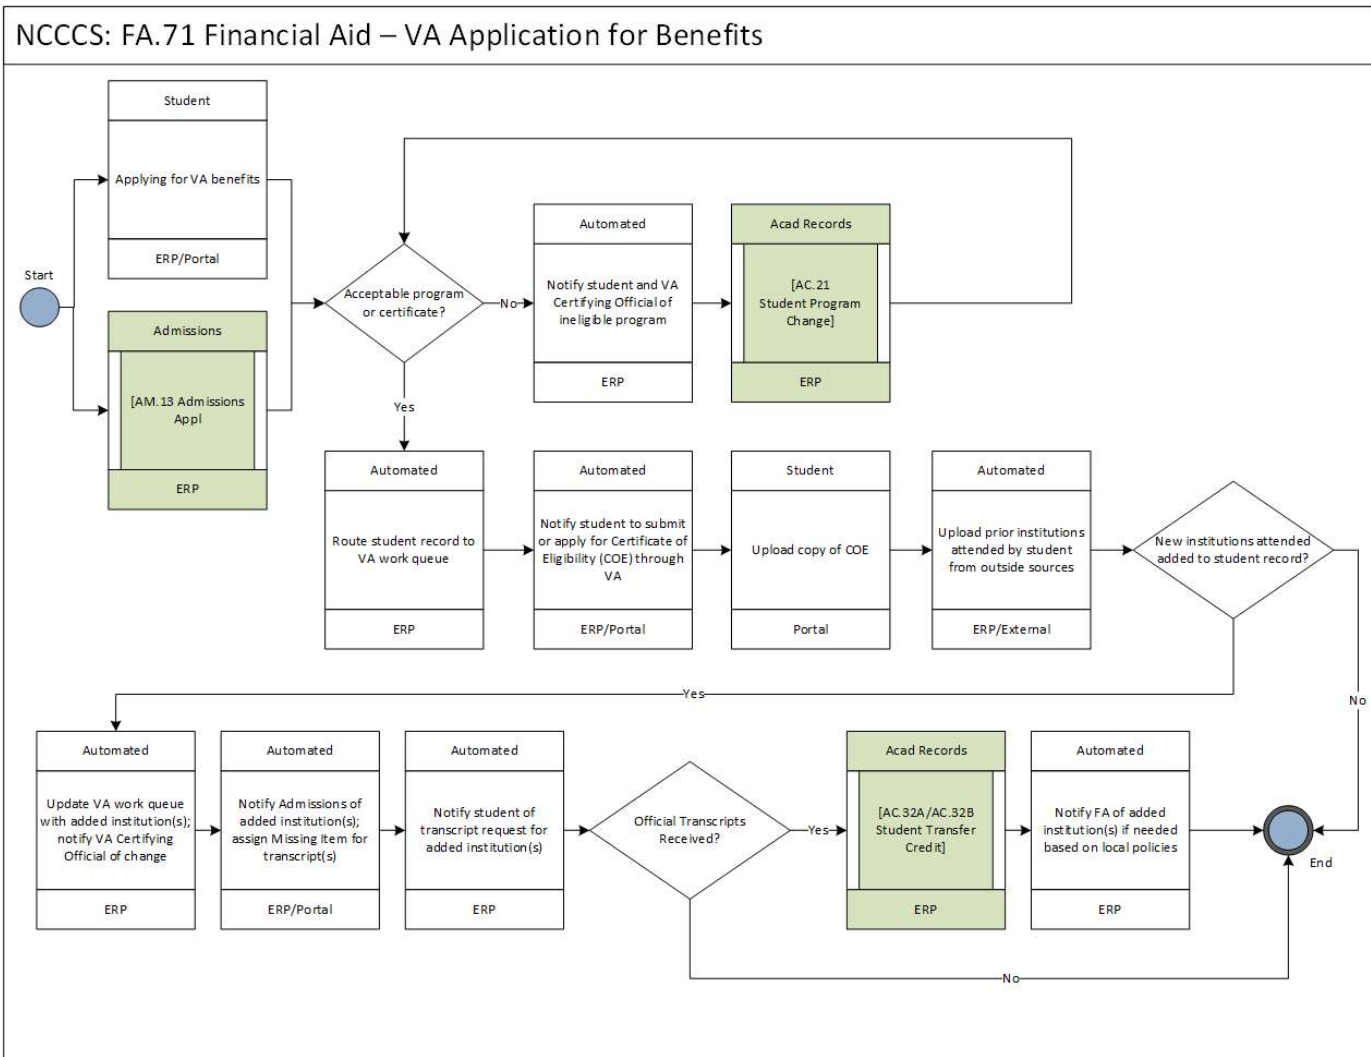 NCCCS: FA.71 Financial Aid – VA Application for Benefits
Student
Applying for VA benefits
ERP/Portal
Start
Admissions
[AM.13 Admissions
Appl
ERP
Acceptable program
or certificate?
No
Automated
Notify student and VA
Certifying Official of
ineligible program
ERP
Acad Records
[AC.21
Student Program
Change]
ERP
Yes
Automated
Route student record to
VA work queue
ERP
Automated
Notify student to submit
or apply for Certificate of
Eligibility (COE) through
VA
ERP/Portal
Student
Upload copy of COE
Portal
Automated
Upload prior institutions
attended by student
from outside sources
ERP/External
New institutions attended
added to student record?
Yes
No
Automated
Update VA work queue
with added institution(s);
notify VA Certifying
Official of change
ERP
Automated
Notify Admissions of
added institution(s);
assign Missing Item for
transcript(s)
ERP/Portal
Automated
Notify student of
transcript request for
added institution(s)
ERP
Official Transcripts
Received?
Yes
Acad Records
[AC.32A/AC.32B
Student Transfer
Credit]
ERP
Automated
Notify FA of added
institution(s) if needed
based on local policies
ERP
End
No